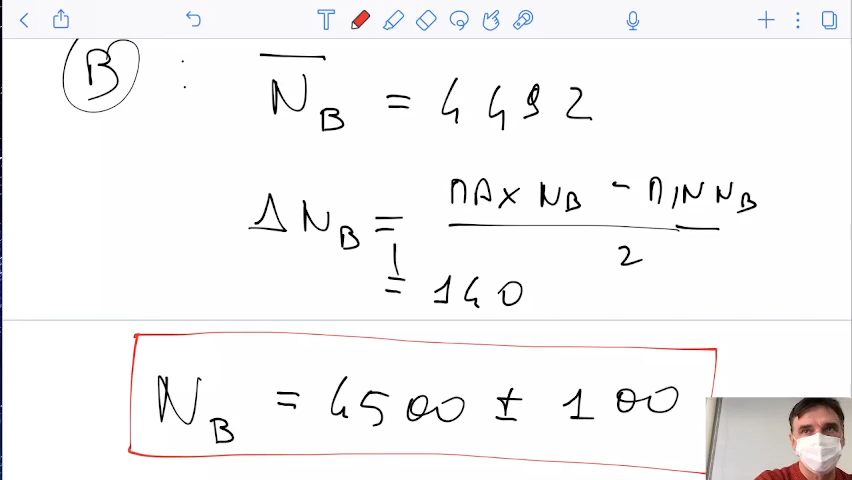 B : N̅_B = 4492
ΔN_B = (MAX N_B - MIN N_B) / 2
= 140
N_B = 4500 ± 100